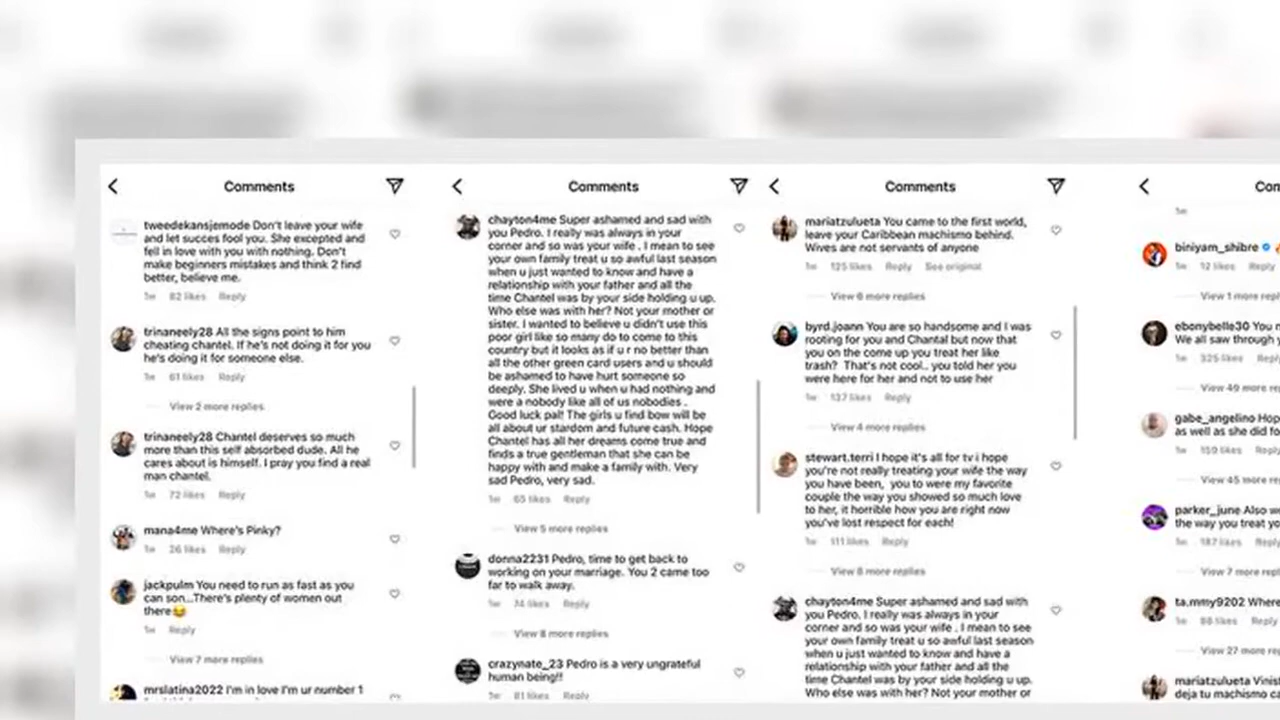 Comments
tweedekansjemode Don't leave your wife
and let succes fool you. She excepted and
fell in love with you with nothing. Don't
make beginners mistakes and think 2 find
better, believe me.
1w 82 likes Reply
trinaneely28 All the signs point to him
cheating chantel. If he's not doing it for you
he's doing it for someone else.
1w 61 likes Reply
View 2 more replies
trinaneely28 Chantel deserves so much
more than this self absorbed dude. All he
cares about is himself. I pray you find a real
man chantel.
1w 72 likes Reply
mana4me Where's Pinky?
1w 26 likes Reply
jackpulm You need to run as fast as you
can son...There's plenty of women out
there😂
1w Reply
View 7 more replies
mrslatina2022 I'm in love I'm ur number 1
Comments
chayton4me Super ashamed and sad with
you Pedro. I really was always in your
corner and so was your wife . I mean to see
your own family treat u so awful last season
when u just wanted to know and have a
relationship with your father and all the
time Chantel was by your side holding u up.
Who else was with her? Not your mother or
sister. I wanted to believe u didn't use this
poor girl like so many do to come to this
country but it looks as if u r no better than
all the other green card users and u should
be ashamed to have hurt someone so
deeply. She lived u when u had nothing and
were a nobody like all of us nobodies .
Good luck pal! The girls u find bow will be
all about ur stardom and future cash. Hope
Chantel has all her dreams come true and
finds a true gentleman that she can be
happy with and make a family with. Very
sad Pedro, very sad.
1w 65 likes Reply
View 5 more replies
donna2231 Pedro, time to get back to
working on your marriage. You 2 came too
far to walk away.
1w 74 likes Reply
View 8 more replies
crazynate_23 Pedro is a very ungrateful
human being!!
1w 81 likes Reply
Comments
mariatzulueta You came to the first world,
leave your Caribbean machismo behind.
Wives are not servants of anyone
1w 125 likes Reply See original
View 6 more replies
byrd.joann You are so handsome and I was
rooting for you and Chantal but now that
you on the come up you treat her like
trash? That's not cool.. you told her you
were here for her and not to use her
1w 137 likes Reply
View 4 more replies
stewart.terri I hope it's all for tv i hope
you're not really treating your wife the way
you have been, you to were my favorite
couple the way you showed so much love
to her, it horrible how you are right now
you've lost respect for each!
1w 111 likes Reply
View 8 more replies
chayton4me Super ashamed and sad with
you Pedro. I really was always in your
corner and so was your wife . I mean to see
your own family treat u so awful last season
when u just wanted to know and have a
relationship with your father and all the
time Chantel was by your side holding u up.
Who else was with her? Not your mother or
Com
1w
biniyam_shibre
1w 12 likes Reply
View 1 more
ebonybelle30 You
We all saw through y
1w 325 likes Reply
View 49 more
gabe_angelino Hop
as well as she did fo
1w 159 likes Reply
View 45 more
parker_june Also w
the way you treat yo
1w 187 likes Reply
View 7 more
ta.mmy9202 Where
1w 88 likes Reply
View 27 more
mariatzulueta Vinist
deja tu machismo ca